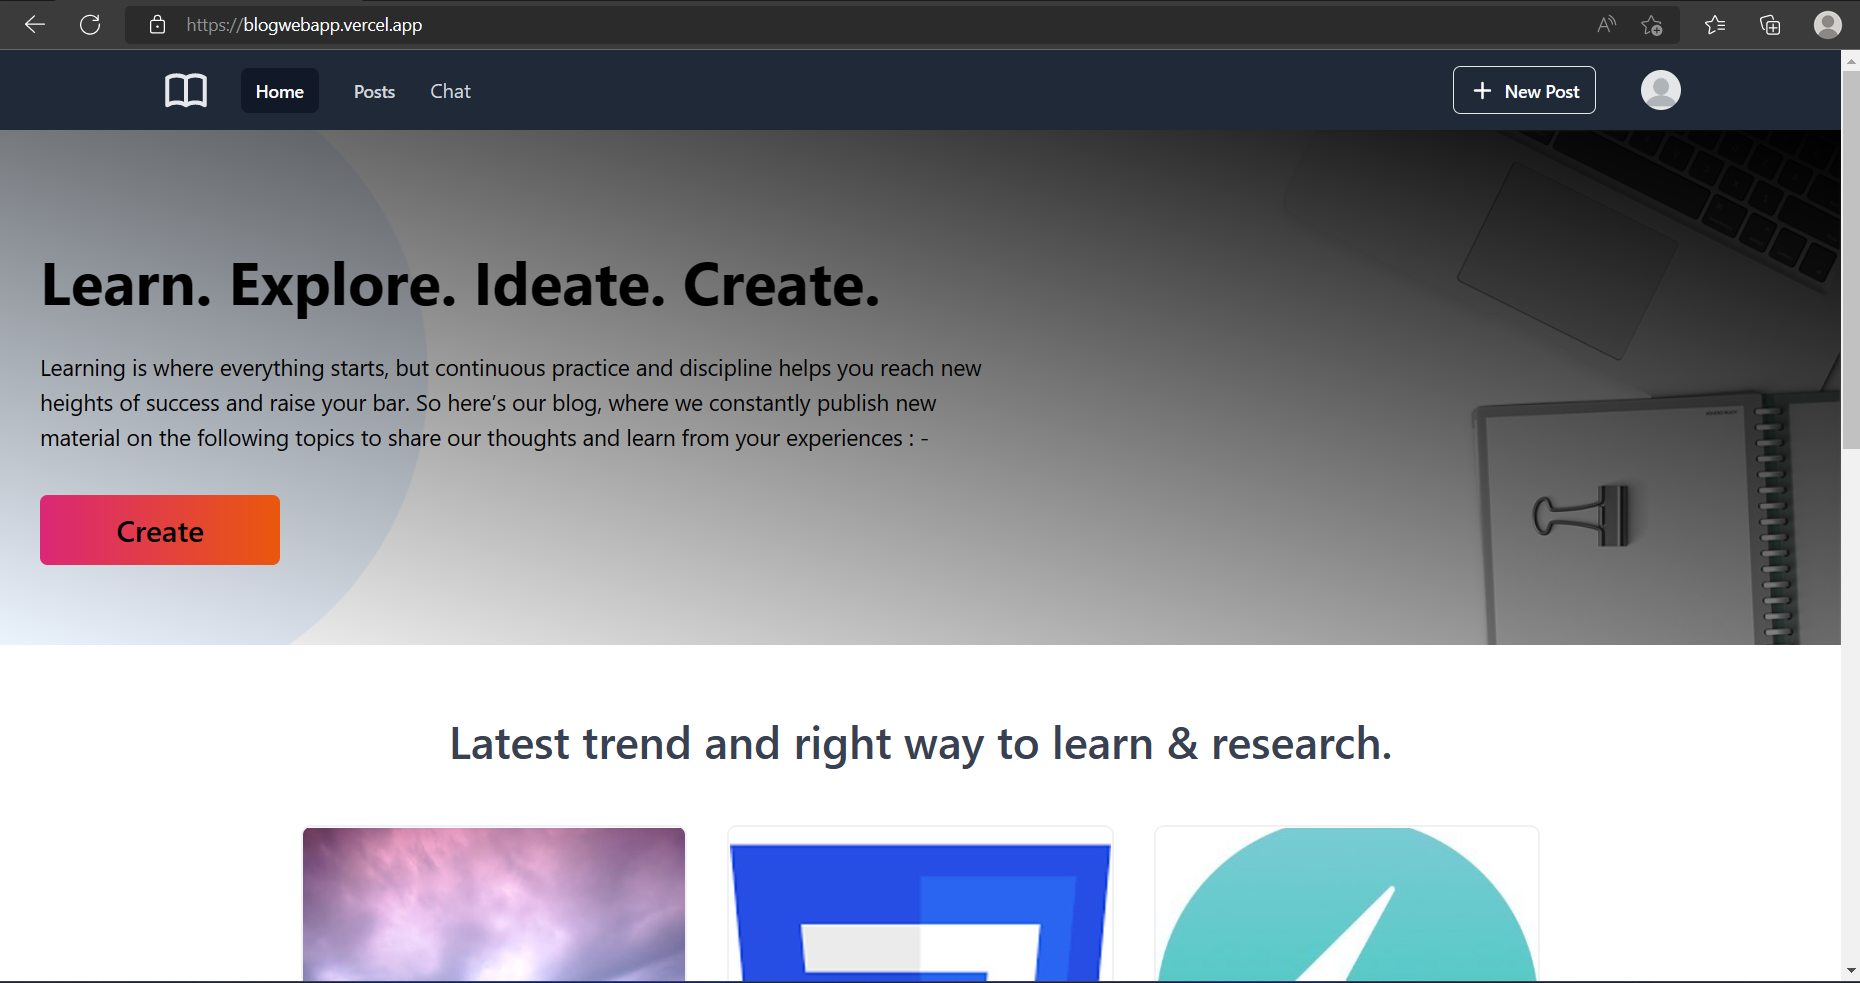 https://blogwebapp.vercel.app
Home Posts Chat New Post
Learn. Explore. Ideate. Create.
Learning is where everything starts, but continuous practice and discipline helps you reach new
heights of success and raise your bar. So here’s our blog, where we constantly publish new
material on the following topics to share our thoughts and learn from your experiences : -
Create
Latest trend and right way to learn & research.